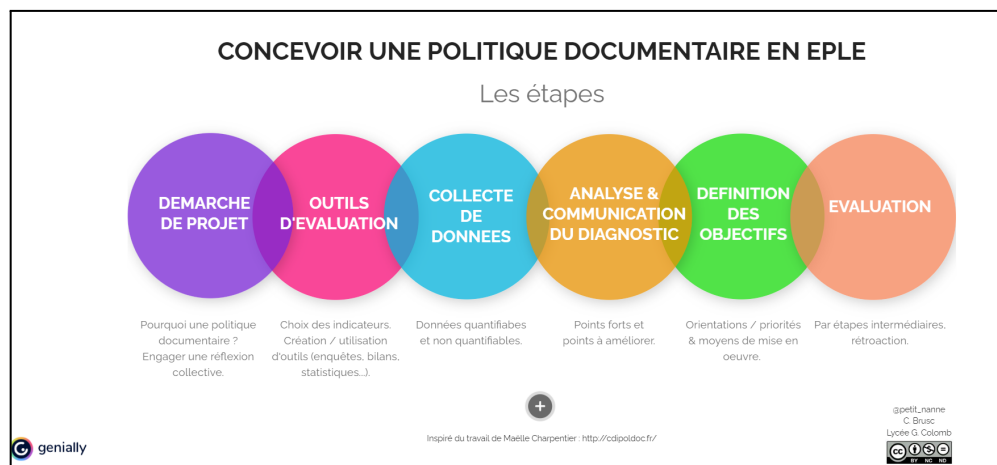 CONCEVOIR UNE POLITIQUE DOCUMENTAIRE EN EPLE
Les étapes
DEMARCHE
DE PROJET
OUTILS
D'EVALUATION
COLLECTE
DE
DONNEES
ANALYSE &
COMMUNICATION
DU DIAGNOSTIC
DEFINITION
DES
OBJECTIFS
EVALUATION
Pourquoi une politique
documentaire ?
Engager une réflexion
collective.
Choix des indicateurs.
Création / utilisation
d'outils (enquêtes, bilans,
statistiques...).
Données quantifiabes
et non quantifiables.
Points forts et
points à améliorer.
Orientations / priorités
& moyens de mise en
oeuvre.
Par étapes intermédiaires,
rétroaction.
+
Inspiré du travail de Maëlle Charpentier : http://cdipoldoc.fr/
@petit_nanne
C. Brusc
Lycée G. Colomb
cc
BY NC ND
G genially